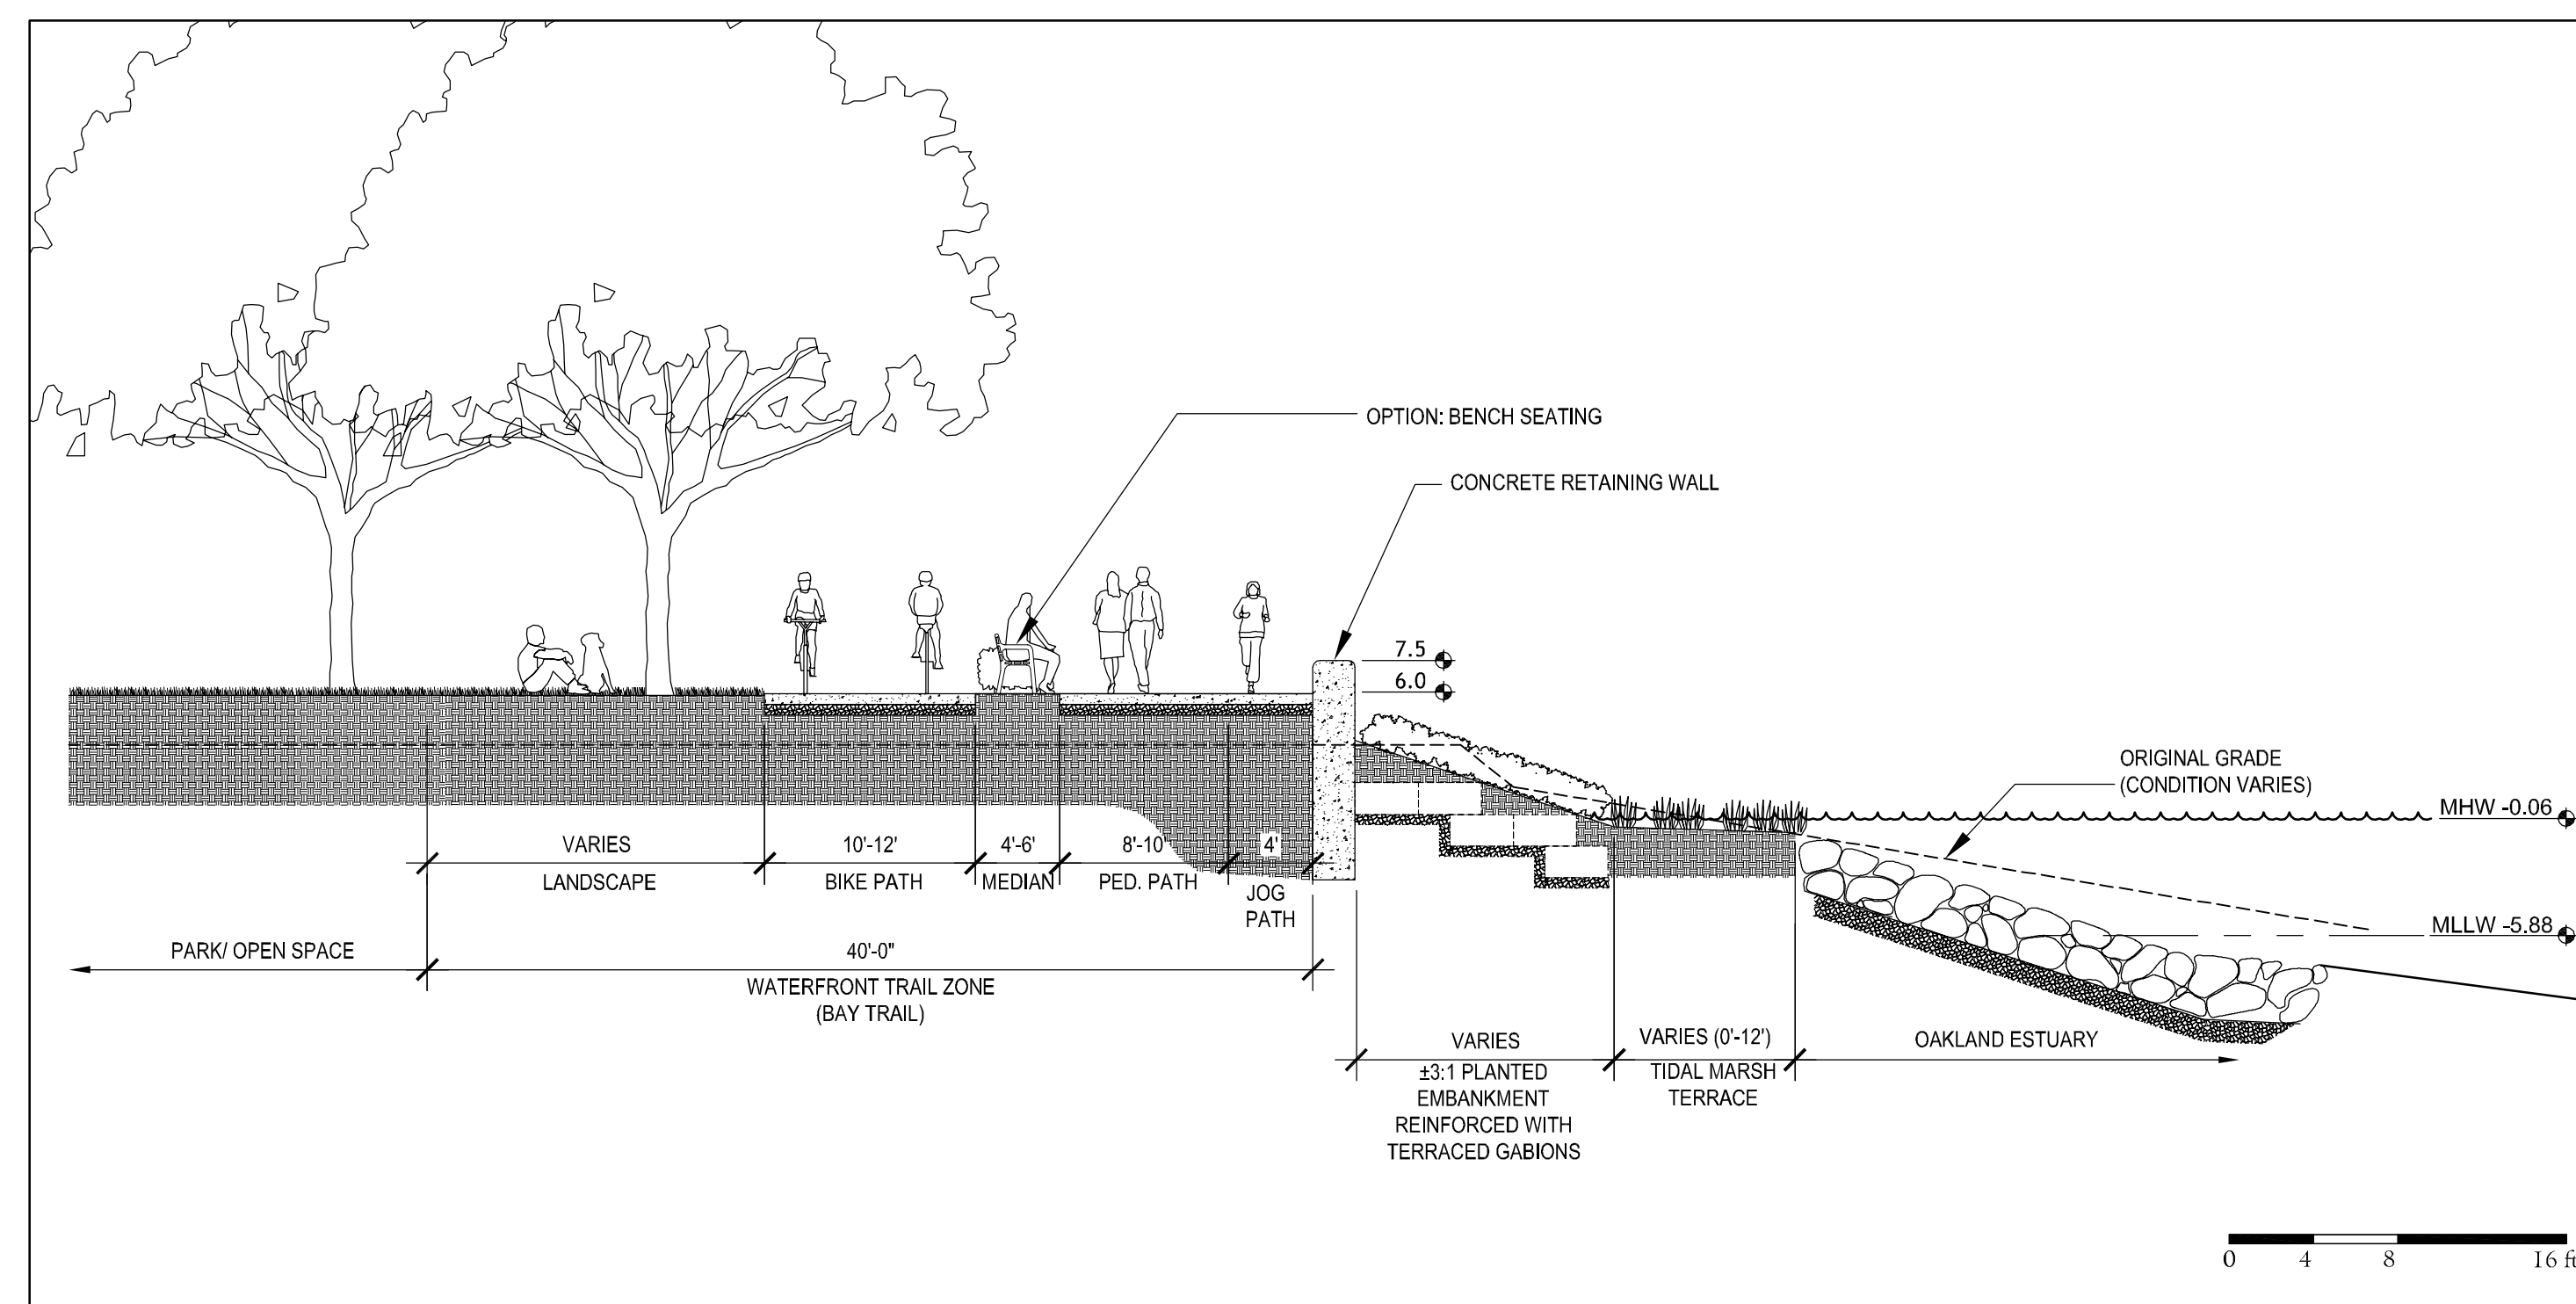 OPTION: BENCH SEATING
CONCRETE RETAINING WALL
7.5
6.0
ORIGINAL GRADE
(CONDITION VARIES)
MHW -0.06
MLLW -5.88
VARIES
LANDSCAPE
10'-12'
BIKE PATH
4'-6'
MEDIAN
8'-10'
PED. PATH
4'
JOG
PATH
PARK/ OPEN SPACE
40'-0"
WATERFRONT TRAIL ZONE
(BAY TRAIL)
VARIES
±3:1 PLANTED
EMBANKMENT
REINFORCED WITH
TERRACED GABIONS
VARIES (0'-12')
TIDAL MARSH
TERRACE
OAKLAND ESTUARY
0 4 8 16 ft